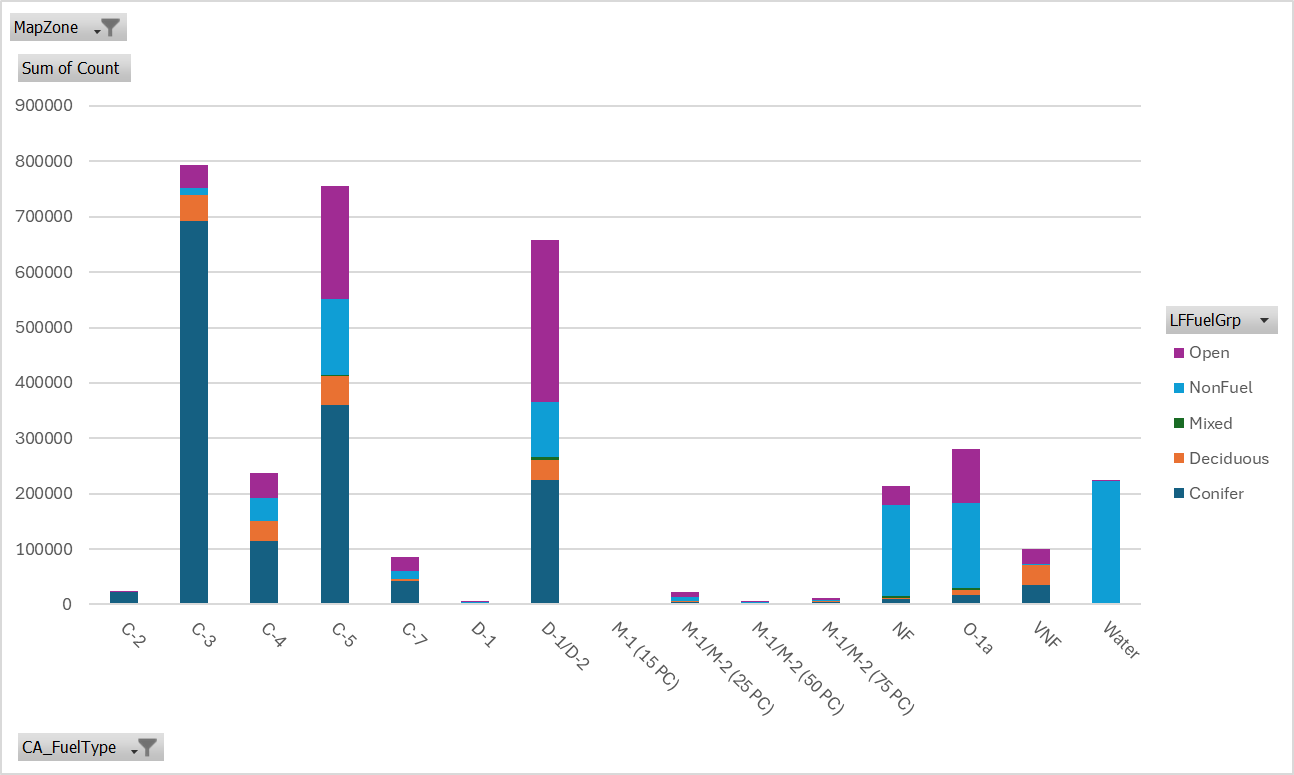 MapZone
Sum of Count
900000
800000
700000
600000
500000
400000
300000
200000
100000
0
C-2
C-3
C-4
C-5
C-7
D-1
D-1/D-2
M-1 (15 PC)
M-1/M-2 (25 PC)
M-1/M-2 (50 PC)
M-1/M-2 (75 PC)
NF
O-1a
VNF
Water
LFFuelGrp
Open
NonFuel
Mixed
Deciduous
Conifer
CA_FuelType